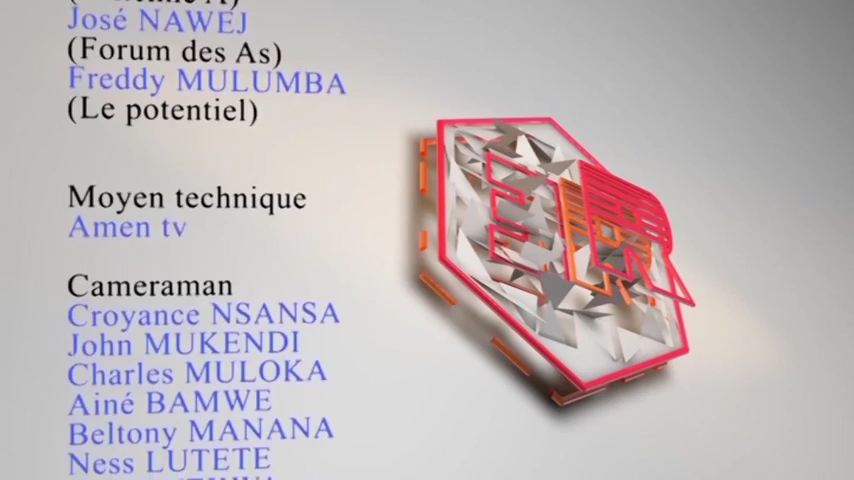 José NAWEJ
(Forum des As)
Freddy MULUMBA
(Le potentiel)
Moyen technique
Amen tv
Cameraman
Croyance NSANSA
John MUKENDI
Charles MULOKA
Ainé BAMWE
Beltony MANANA
Ness LUTETE